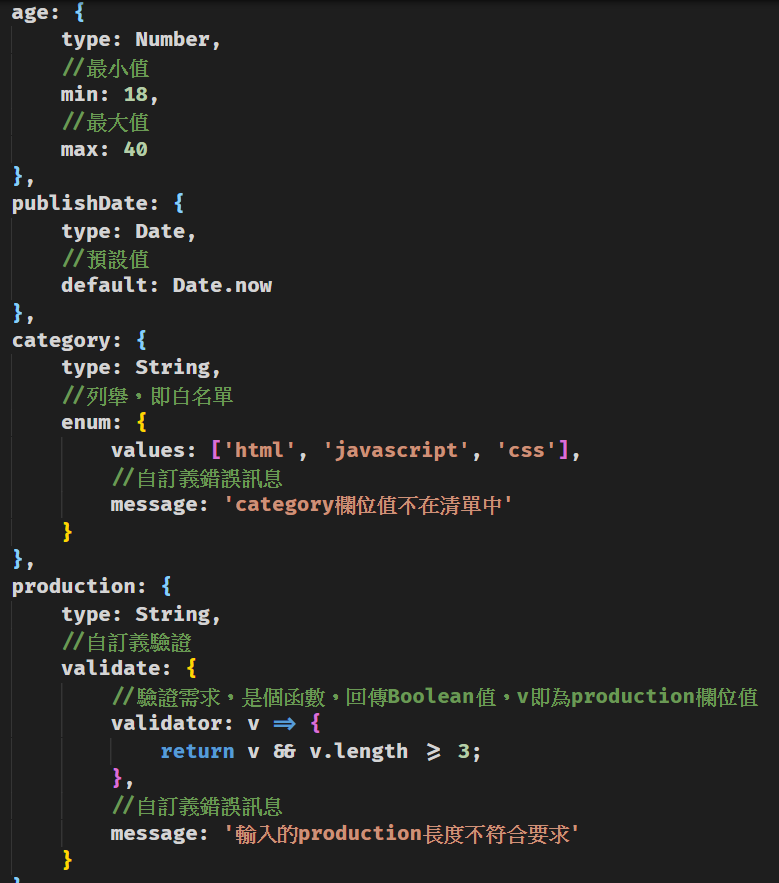 age: {
    type: Number,
    //最小值
    min: 18,
    //最大值
    max: 40
},
publishDate: {
    type: Date,
    //預設值
    default: Date.now
},
category: {
    type: String,
    //列舉，即白名單
    enum: {
        values: ['html', 'javascript', 'css'],
        //自訂義錯誤訊息
        message: 'category欄位值不在清單中'
    }
},
production: {
    type: String,
    //自訂義驗證
    validate: {
        //驗證需求，是個函數，回傳Boolean值，v即為production欄位值
        validator: v => {
            return v && v.length >= 3;
        },
        //自訂義錯誤訊息
        message: '輸入的production長度不符合要求'
    }
}